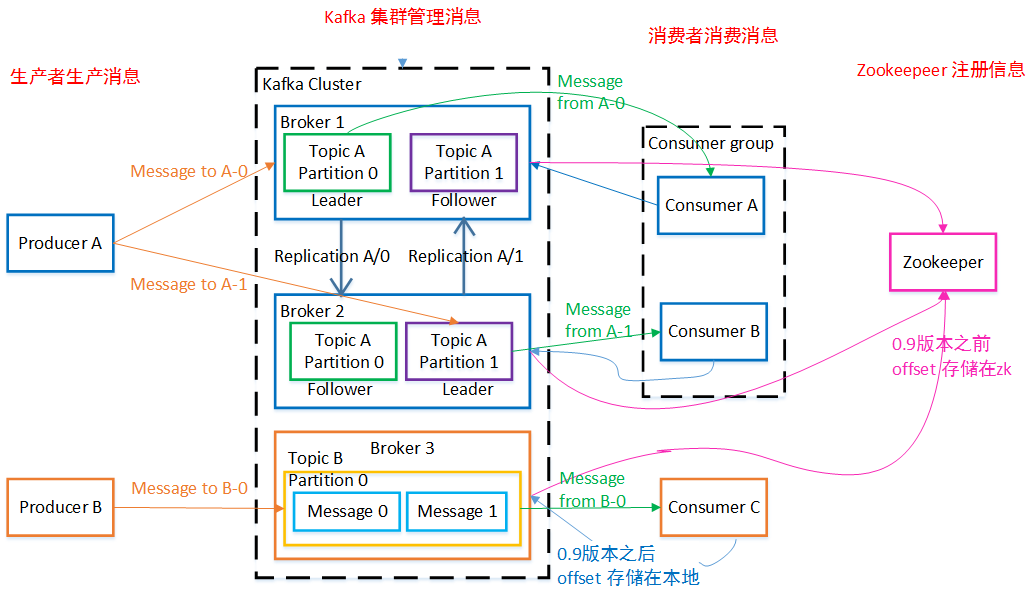 Kafka 集群管理消息
消费者消费消息
生产者生产消息
Zookeepeer 注册信息
Kafka Cluster
Message
from A-0
Broker 1
Consumer group
Topic A
Partition 0
Topic A
Partition 1
Message to A-0
Leader
Follower
Consumer A
Producer A
Replication A/0
Replication A/1
Zookeeper
Message to A-1
Broker 2
Message
from A-1
Topic A
Partition 0
Topic A
Partition 1
Consumer B
0.9版本之前
offset 存储在zk
Follower
Leader
Broker 3
Topic B
Partition 0
Message to B-0
Message
from B-0
Producer B
Message 0
Message 1
Consumer C
0.9版本之后
offset 存储在本地